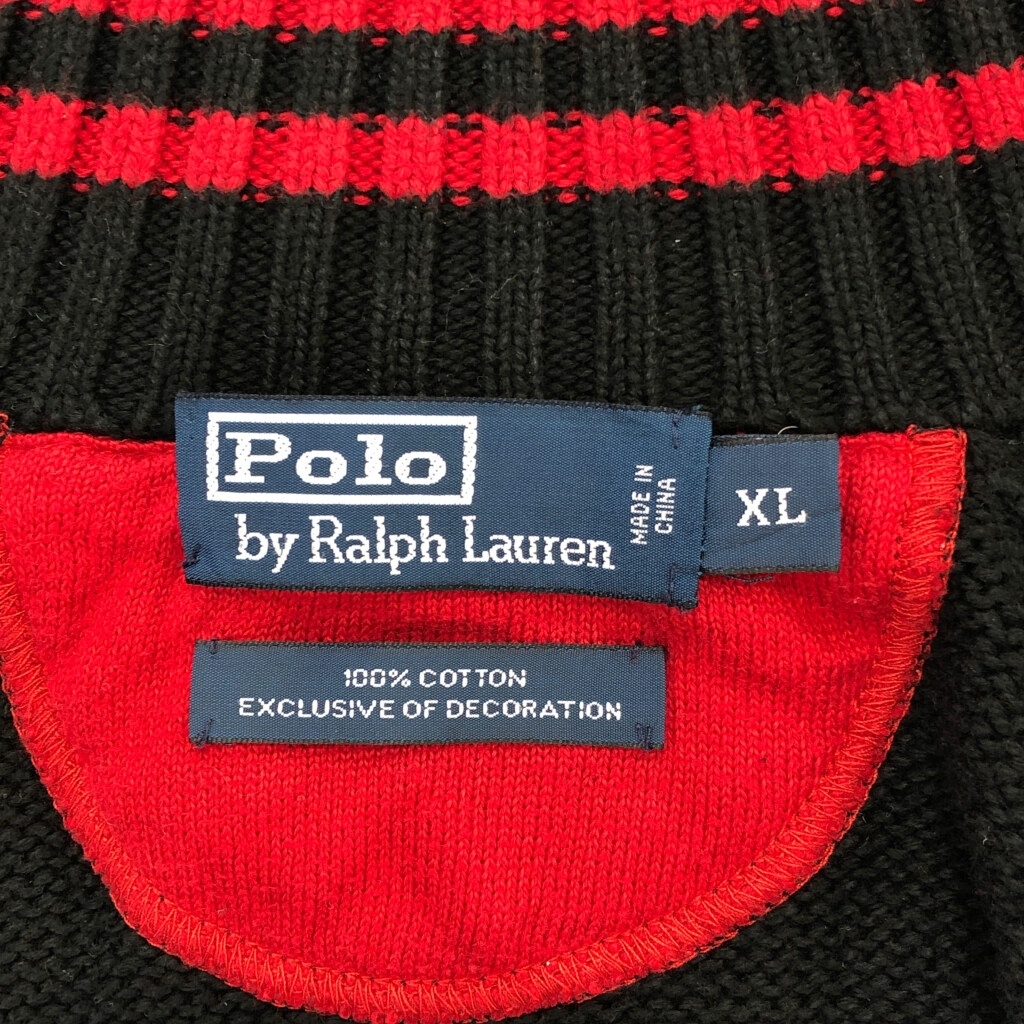 Polo
by Ralph Lauren
MADE IN
CHINA
XL
100% COTTON
EXCLUSIVE OF DECORATION